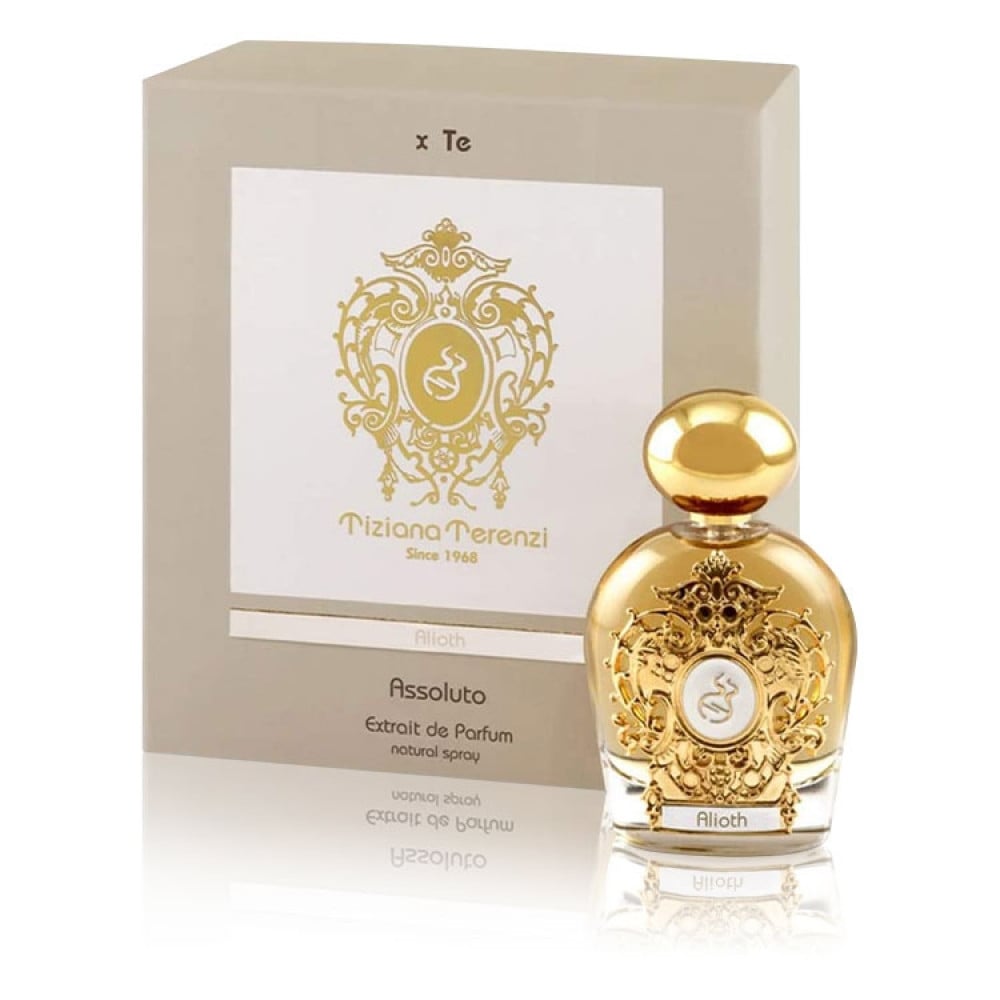 x Te
Tiziana Terenzi
Since 1968
Alioth
Assoluto
Extrait de Parfum
natural spray
Alioth